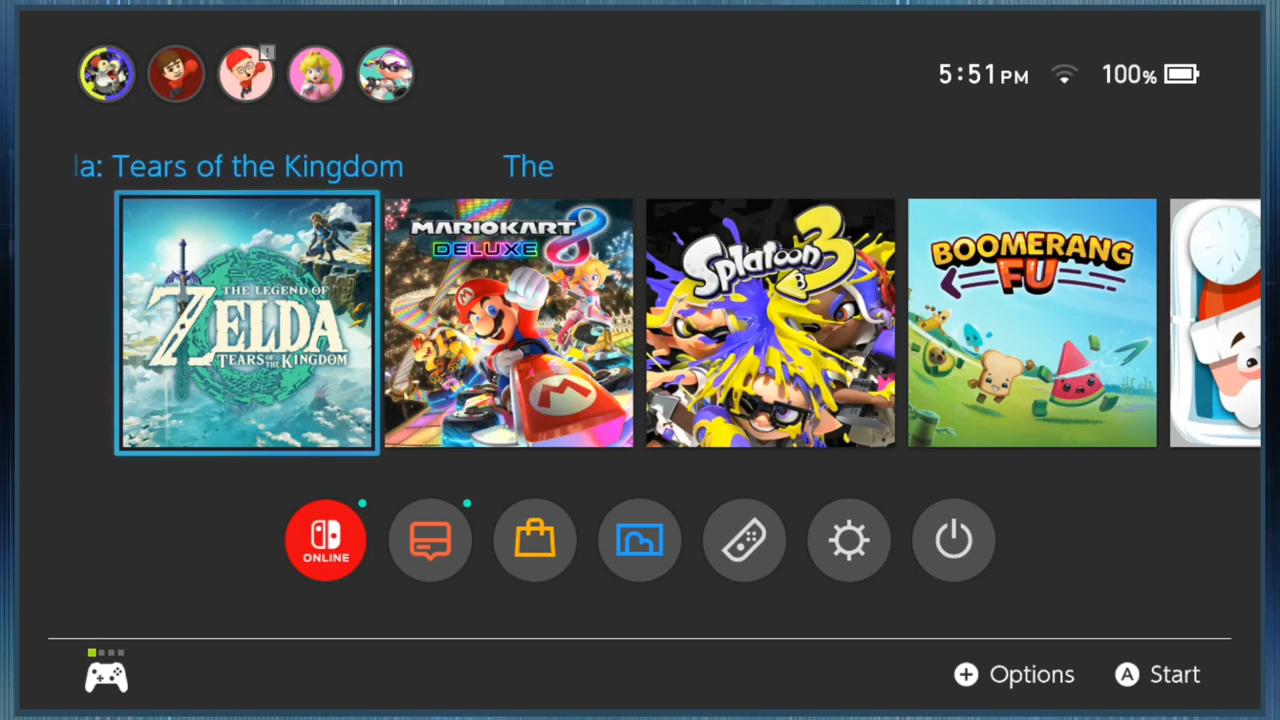 5:51PM 100%
la: Tears of the Kingdom The
THE LEGEND OF
ZELDA
TEARS OF THE KINGDOM
MARIOKART 8
DELUXE
Splatoon 3
BOOMERANG
FU
ONLINE
+ Options A Start